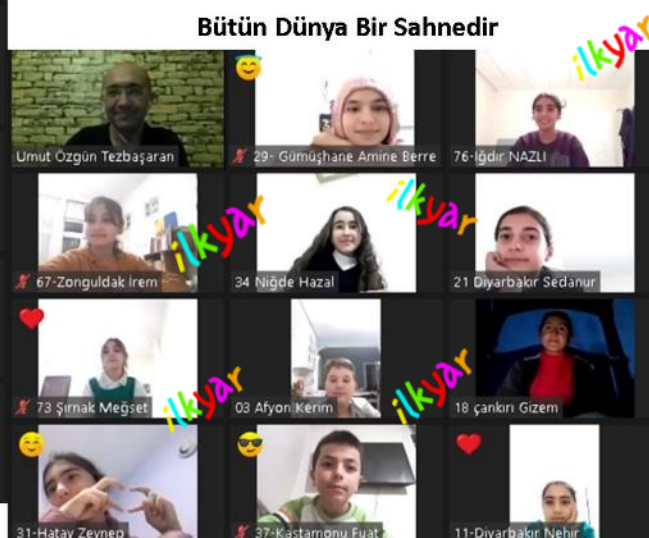 Bütün Dünya Bir Sahnedir
ilkyar
Umut Özgün Tezbaşaran
29- Gümüşhane Amine Berre
76-Iğdır NAZLI
ilkyar
ilkyar
67-Zonguldak İrem
34 Niğde Hazal
21 Diyarbakır Sedanur
ilkyar
ilkyar
73 Şırnak Meğset
03 Afyon Kerim
18 çankırı Gizem
31-Hatay Zeynep
37-Kastamonu Fuat
11-Diyarbakır Nehir